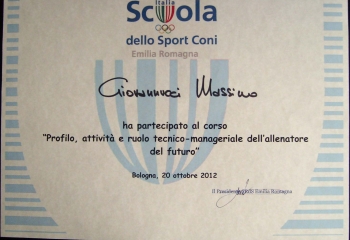 Italia
Scuola
dello Sport Coni
Emilia Romagna
Giovannucci Massimo
ha partecipato al corso
"Profilo, attività e ruolo tecnico-manageriale dell'allenatore
del futuro"
Bologna, 20 ottobre 2012
Il Presidente CONI Emilia Romagna